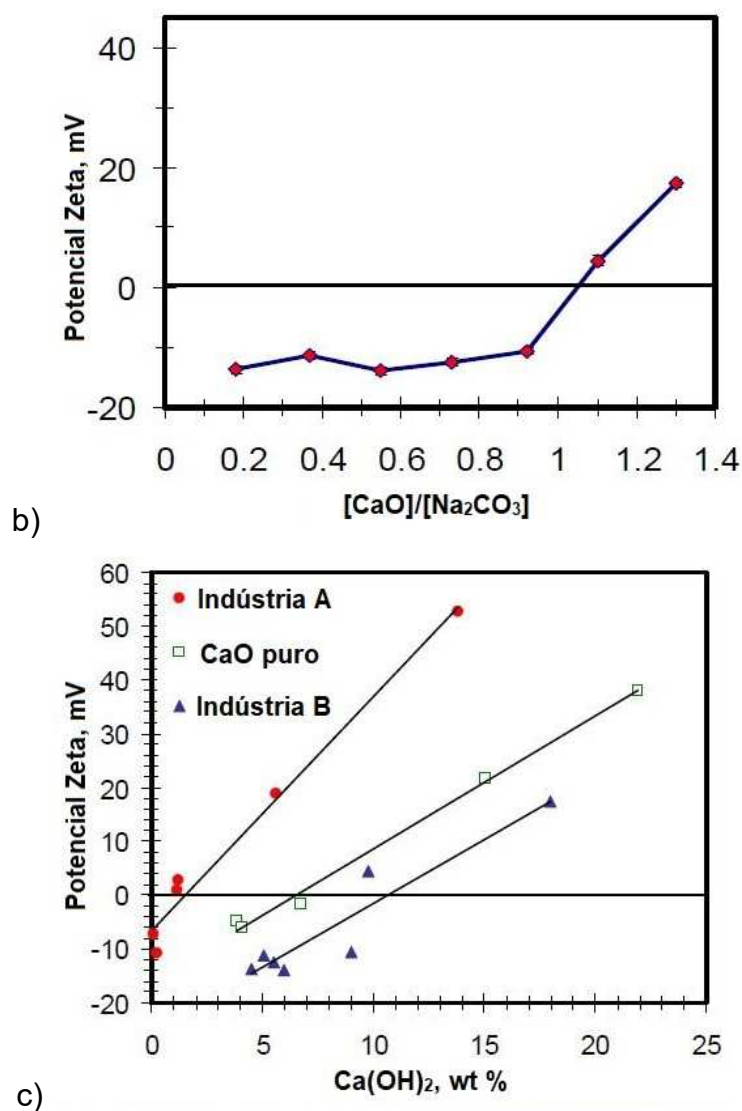 40
20
0
-20
Potencial Zeta, mV
0 0.2 0.4 0.6 0.8 1 1.2 1.4
[CaO]/[Na₂CO₃]
b)
60
50
40
30
20
10
0
-10
-20
Potencial Zeta, mV
Indústria A
CaO puro
Indústria B
0 5 10 15 20 25
Ca(OH)₂, wt %
c)